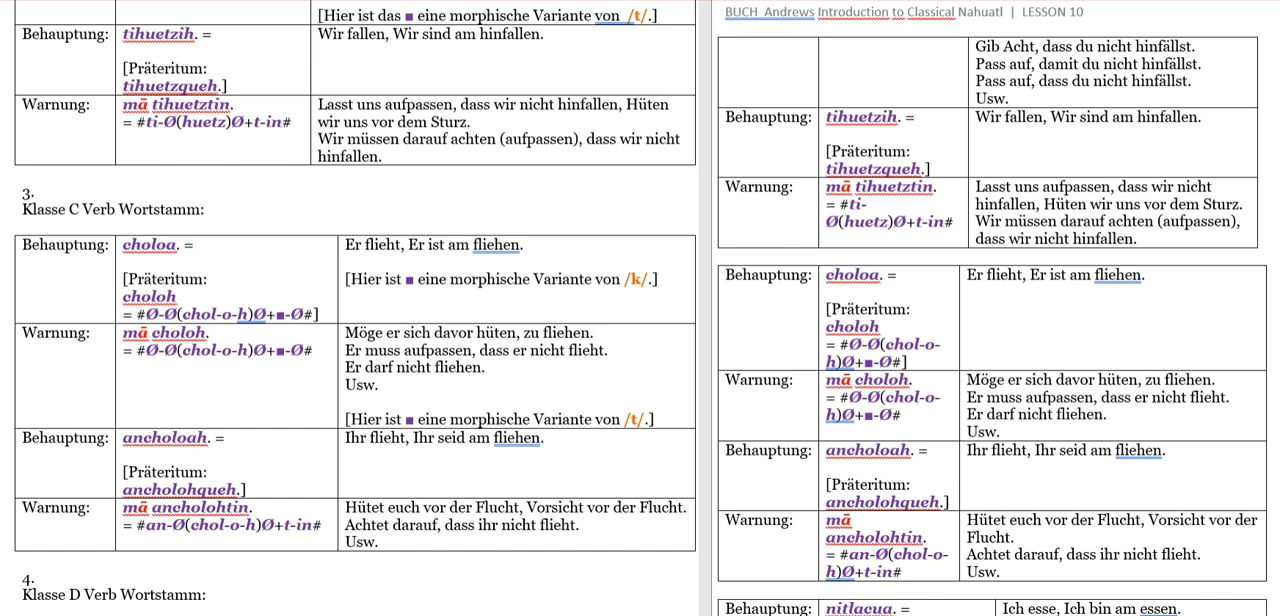 [Hier ist das ■ eine morphische Variante von /t/.]
Behauptung: tihuetzih. = Wir fallen, Wir sind am hinfallen.
[Präteritum:
tihuetzqueh.]
Warnung: mā tihuetztin. Lasst uns aufpassen, dass wir nicht hinfallen, Hüten
= #ti-Ø(huetz)Ø+t-in# wir uns vor dem Sturz.
Wir müssen darauf achten (aufpassen), dass wir nicht
hinfallen.
3.
Klasse C Verb Wortstamm:
Behauptung: choloa. = Er flieht, Er ist am fliehen.
[Präteritum: [Hier ist ■ eine morphische Variante von /k/.]
choloh
= #Ø-Ø(chol-o-h)Ø+■-Ø#]
Warnung: mā choloh. Möge er sich davor hüten, zu fliehen.
= #Ø-Ø(chol-o-h)Ø+■-Ø# Er muss aufpassen, dass er nicht flieht.
Er darf nicht fliehen.
Usw.
[Hier ist ■ eine morphische Variante von /t/.]
Behauptung: ancholoah. = Ihr flieht, Ihr seid am fliehen.
[Präteritum:
ancholohqueh.]
Warnung: mā ancholohtin. Hütet euch vor der Flucht, Vorsicht vor der Flucht.
= #an-Ø(chol-o-h)Ø+t-in# Achtet darauf, dass ihr nicht flieht.
Usw.
4.
Klasse D Verb Wortstamm:
BUCH Andrews Introduction to Classical Nahuatl | LESSON 10
Gib Acht, dass du nicht hinfällst.
Pass auf, damit du nicht hinfällst.
Pass auf, dass du nicht hinfällst.
Usw.
Behauptung: tihuetzih. = Wir fallen, Wir sind am hinfallen.
[Präteritum:
tihuetzqueh.]
Warnung: mā tihuetztin. Lasst uns aufpassen, dass wir nicht
= #ti- hinfallen, Hüten wir uns vor dem Sturz.
Ø(huetz)Ø+t-in# Wir müssen darauf achten (aufpassen),
dass wir nicht hinfallen.
Behauptung: choloa. = Er flieht, Er ist am fliehen.
[Präteritum:
choloh
= #Ø-Ø(chol-o-
h)Ø+■-Ø#]
Warnung: mā choloh. Möge er sich davor hüten, zu fliehen.
= #Ø-Ø(chol-o- Er muss aufpassen, dass er nicht flieht.
h)Ø+■-Ø# Er darf nicht fliehen.
Usw.
Behauptung: ancholoah. = Ihr flieht, Ihr seid am fliehen.
[Präteritum:
ancholohqueh.]
Warnung: mā Hütet euch vor der Flucht, Vorsicht vor der
ancholohtin. Flucht.
= #an-Ø(chol-o- Achtet darauf, dass ihr nicht flieht.
h)Ø+t-in# Usw.
Behauptung: nitlacua. = Ich esse, Ich bin am essen.